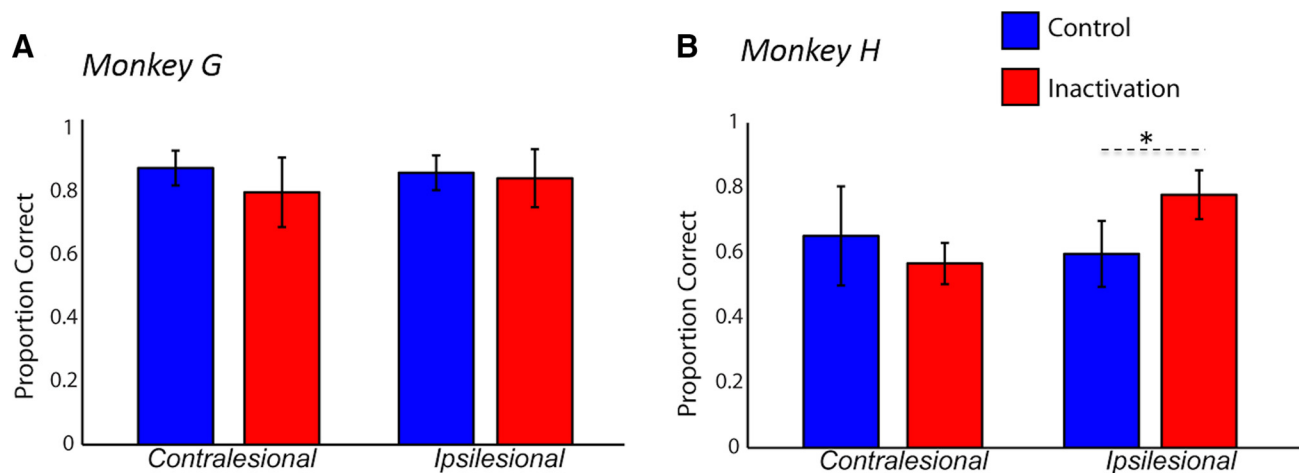 A
Monkey G
1
0.8
0.6
0.4
0.2
0
Proportion Correct
Contralesional Ipsilesional
B
Monkey H
Control
Inactivation
1
0.8
0.6
0.4
0.2
0
Proportion Correct
*
Contralesional Ipsilesional